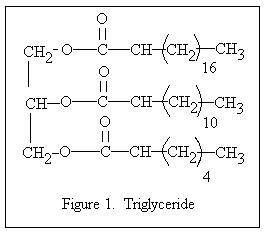 O
CH2-O—C—CH-(CH2)-CH3
O 16
CH-O—C—CH-(CH2)-CH3
O 10
CH2-O—C—CH-(CH2)-CH3
4
Figure 1. Triglyceride